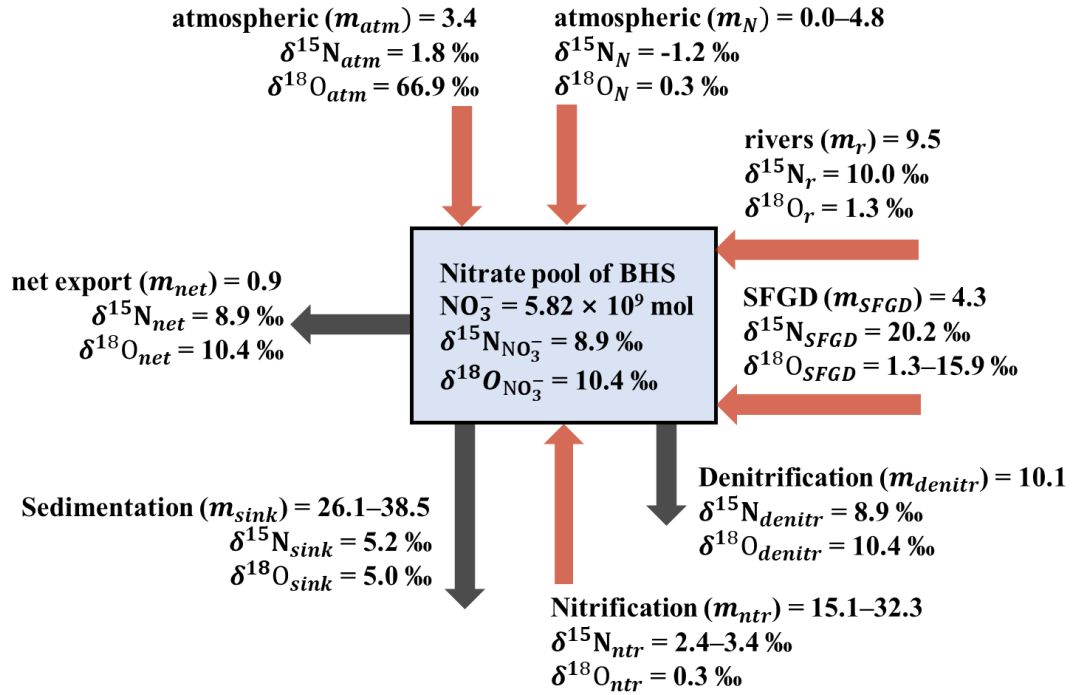 atmospheric (m_atm) = 3.4
δ¹⁵N_atm = 1.8 ‰
δ¹⁸O_atm = 66.9 ‰
atmospheric (m_N) = 0.0–4.8
δ¹⁵N_N = -1.2 ‰
δ¹⁸O_N = 0.3 ‰
rivers (m_r) = 9.5
δ¹⁵N_r = 10.0 ‰
δ¹⁸O_r = 1.3 ‰
net export (m_net) = 0.9
δ¹⁵N_net = 8.9 ‰
δ¹⁸O_net = 10.4 ‰
Nitrate pool of BHS
NO₃⁻ = 5.82 × 10⁹ mol
δ¹⁵N_NO₃⁻ = 8.9 ‰
δ¹⁸O_NO₃⁻ = 10.4 ‰
SFGD (m_SFGD) = 4.3
δ¹⁵N_SFGD = 20.2 ‰
δ¹⁸O_SFGD = 1.3–15.9 ‰
Sedimentation (m_sink) = 26.1–38.5
δ¹⁵N_sink = 5.2 ‰
δ¹⁸O_sink = 5.0 ‰
Denitrification (m_denitr) = 10.1
δ¹⁵N_denitr = 8.9 ‰
δ¹⁸O_denitr = 10.4 ‰
Nitrification (m_ntr) = 15.1–32.3
δ¹⁵N_ntr = 2.4–3.4 ‰
δ¹⁸O_ntr = 0.3 ‰